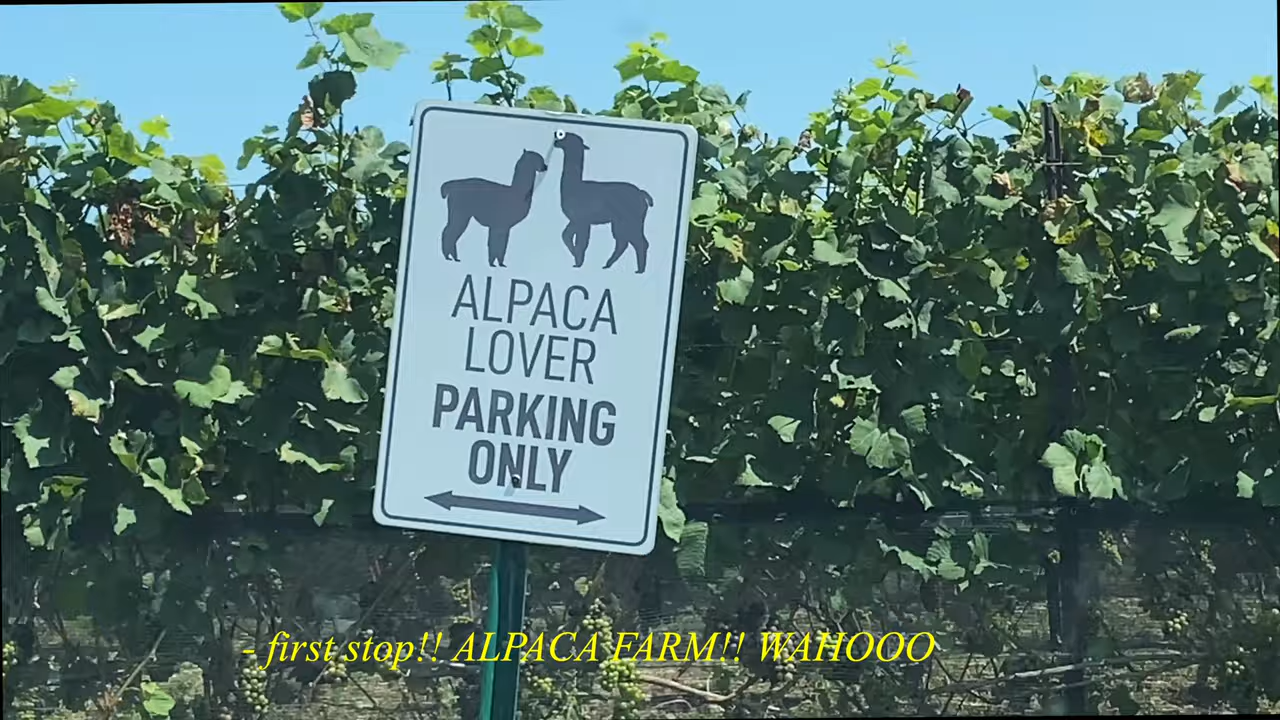 ALPACA
LOVER
PARKING
ONLY
- first stop!! ALPACA FARM!! WAHOOO